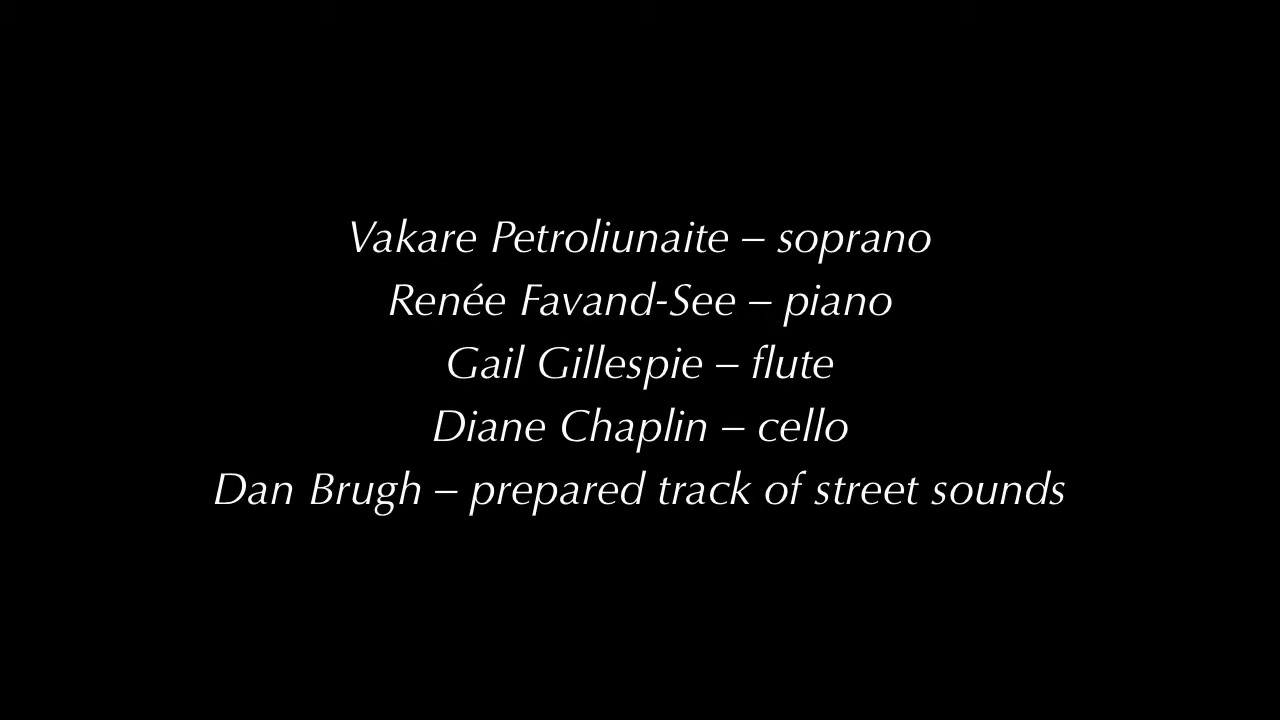 Vakare Petroliunaite – soprano
Renée Favand-See – piano
Gail Gillespie – flute
Diane Chaplin – cello
Dan Brugh – prepared track of street sounds